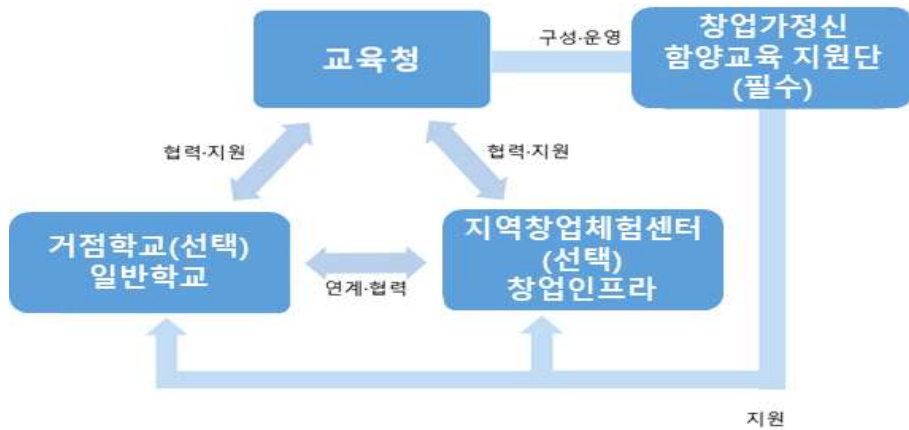 교육청
구성·운영
창업가정신
함양교육 지원단
(필수)
협력·지원
협력·지원
거점학교(선택)
일반학교
연계·협력
지역창업체험센터
(선택)
창업인프라
지원